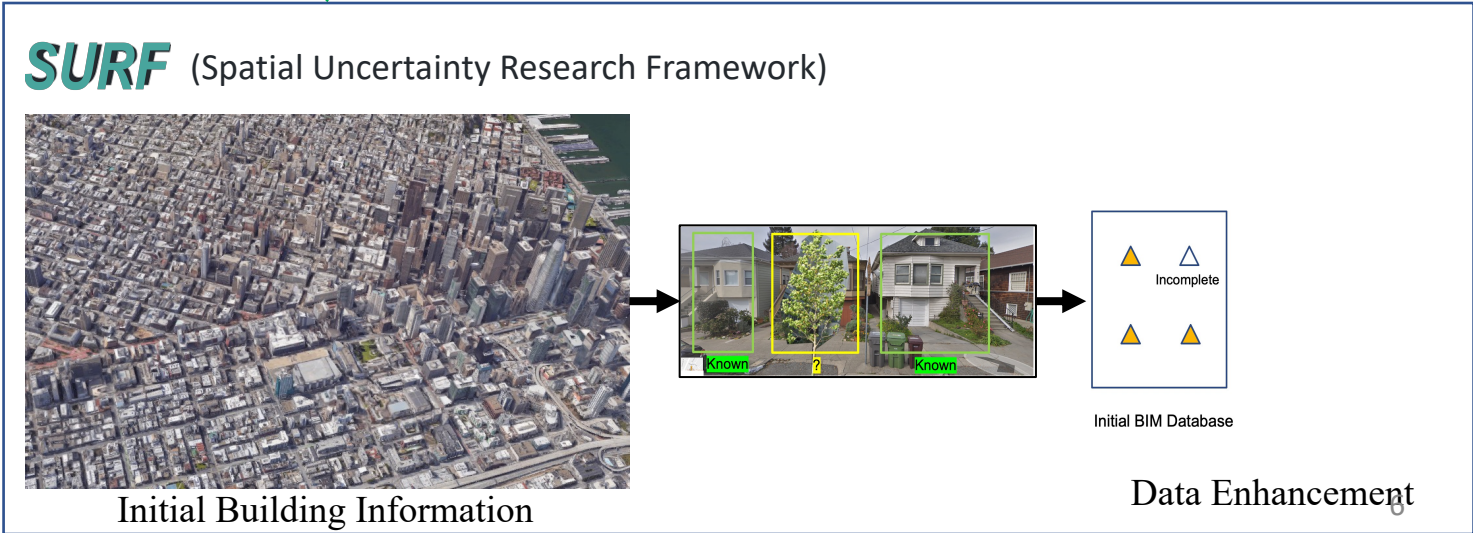 SURF (Spatial Uncertainty Research Framework)
Incomplete
Known
?
Known
Initial BIM Database
Initial Building Information
Data Enhancement
6